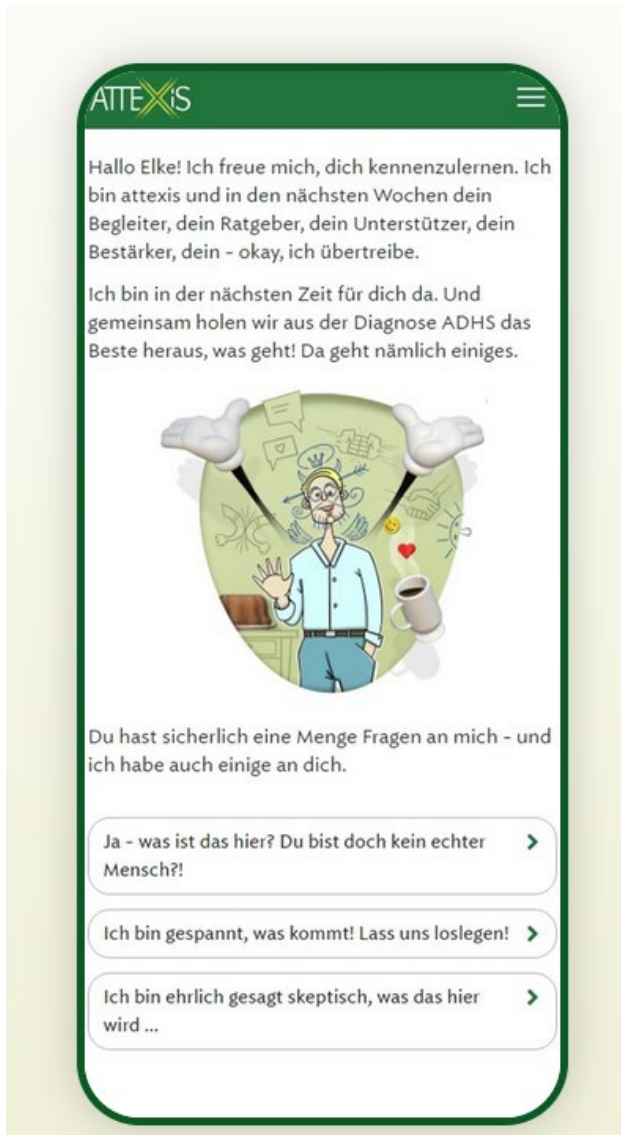 ATTEXiS
Hallo Elke! Ich freue mich, dich kennenzulernen. Ich
bin attexis und in den nächsten Wochen dein
Begleiter, dein Ratgeber, dein Unterstützer, dein
Bestärker, dein – okay, ich übertreibe.
Ich bin in der nächsten Zeit für dich da. Und
gemeinsam holen wir aus der Diagnose ADHS das
Beste heraus, was geht! Da geht nämlich einiges.
Du hast sicherlich eine Menge Fragen an mich – und
ich habe auch einige an dich.
Ja – was ist das hier? Du bist doch kein echter
Mensch?!
Ich bin gespannt, was kommt! Lass uns loslegen!
Ich bin ehrlich gesagt skeptisch, was das hier
wird ...